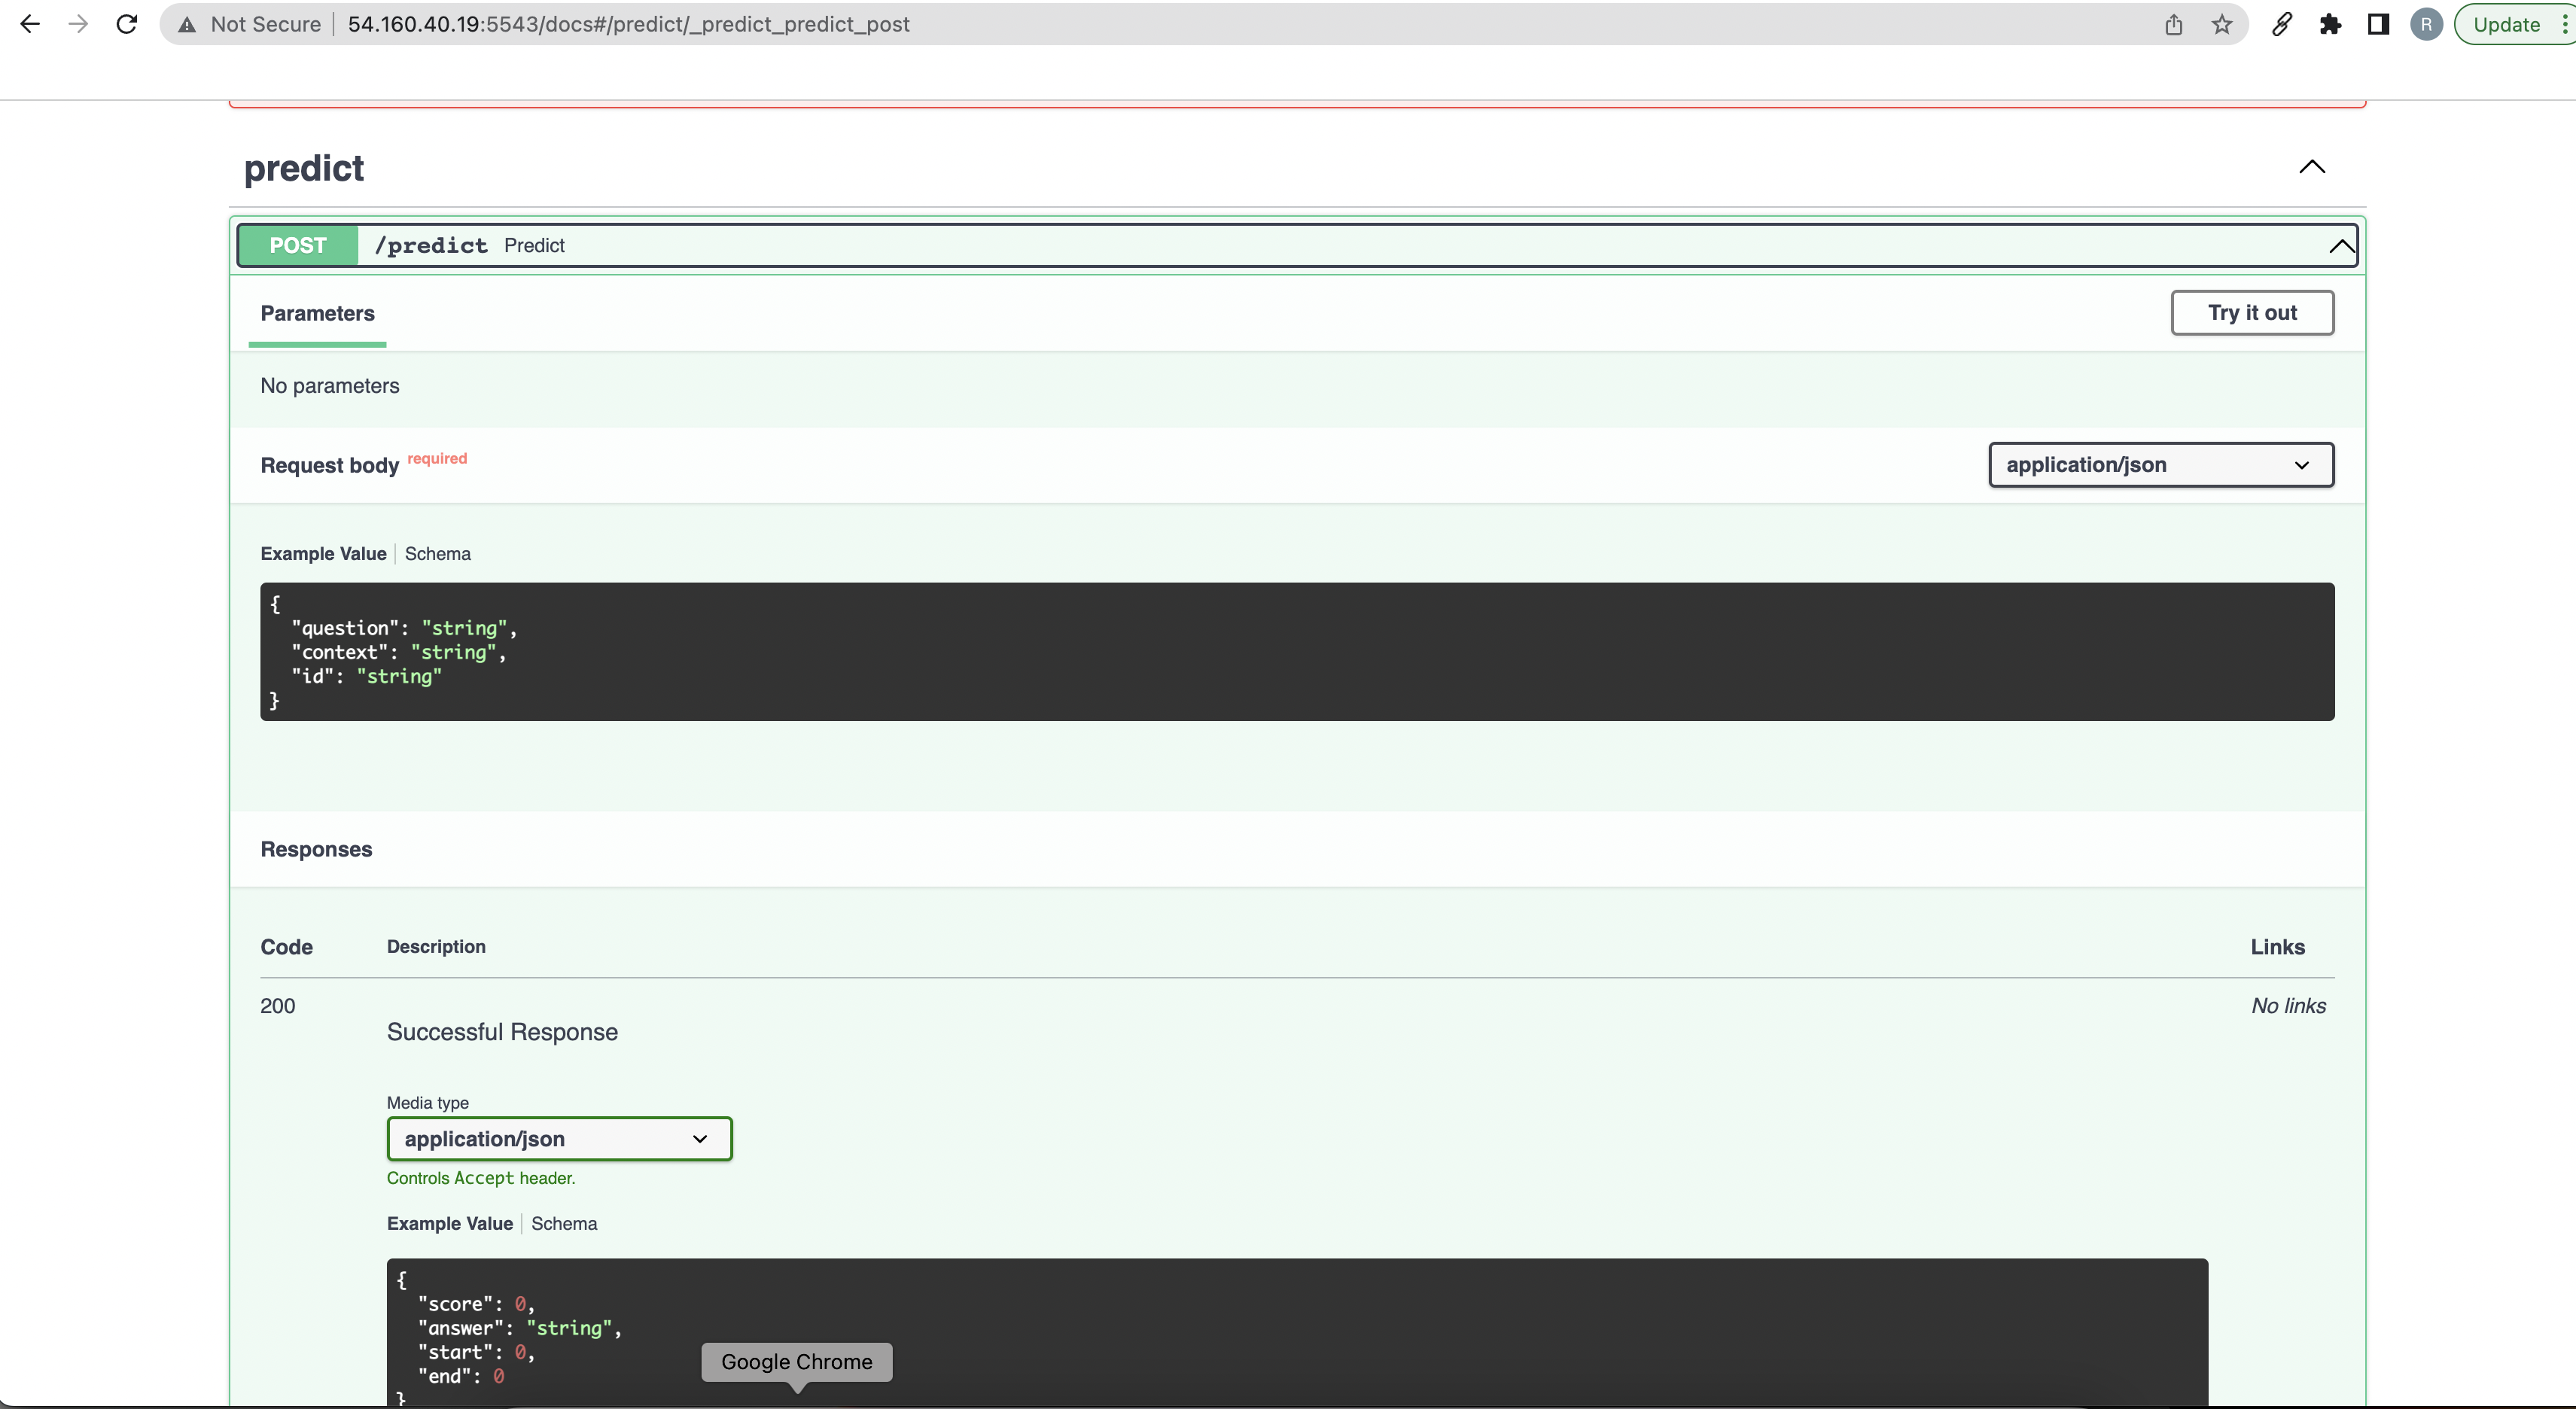 Not Secure 54.160.40.19:5543/docs#/predict/_predict_predict_post R Update
predict
POST /predict Predict
Parameters Try it out
No parameters
Request body required application/json
Example Value Schema
{
"question": "string",
"context": "string",
"id": "string"
}
Responses
Code Description Links
200 No links
Successful Response
Media type
application/json
Controls Accept header.
Example Value Schema
{
"score": 0,
"answer": "string",
"start": 0,
"end": 0
}
Google Chrome